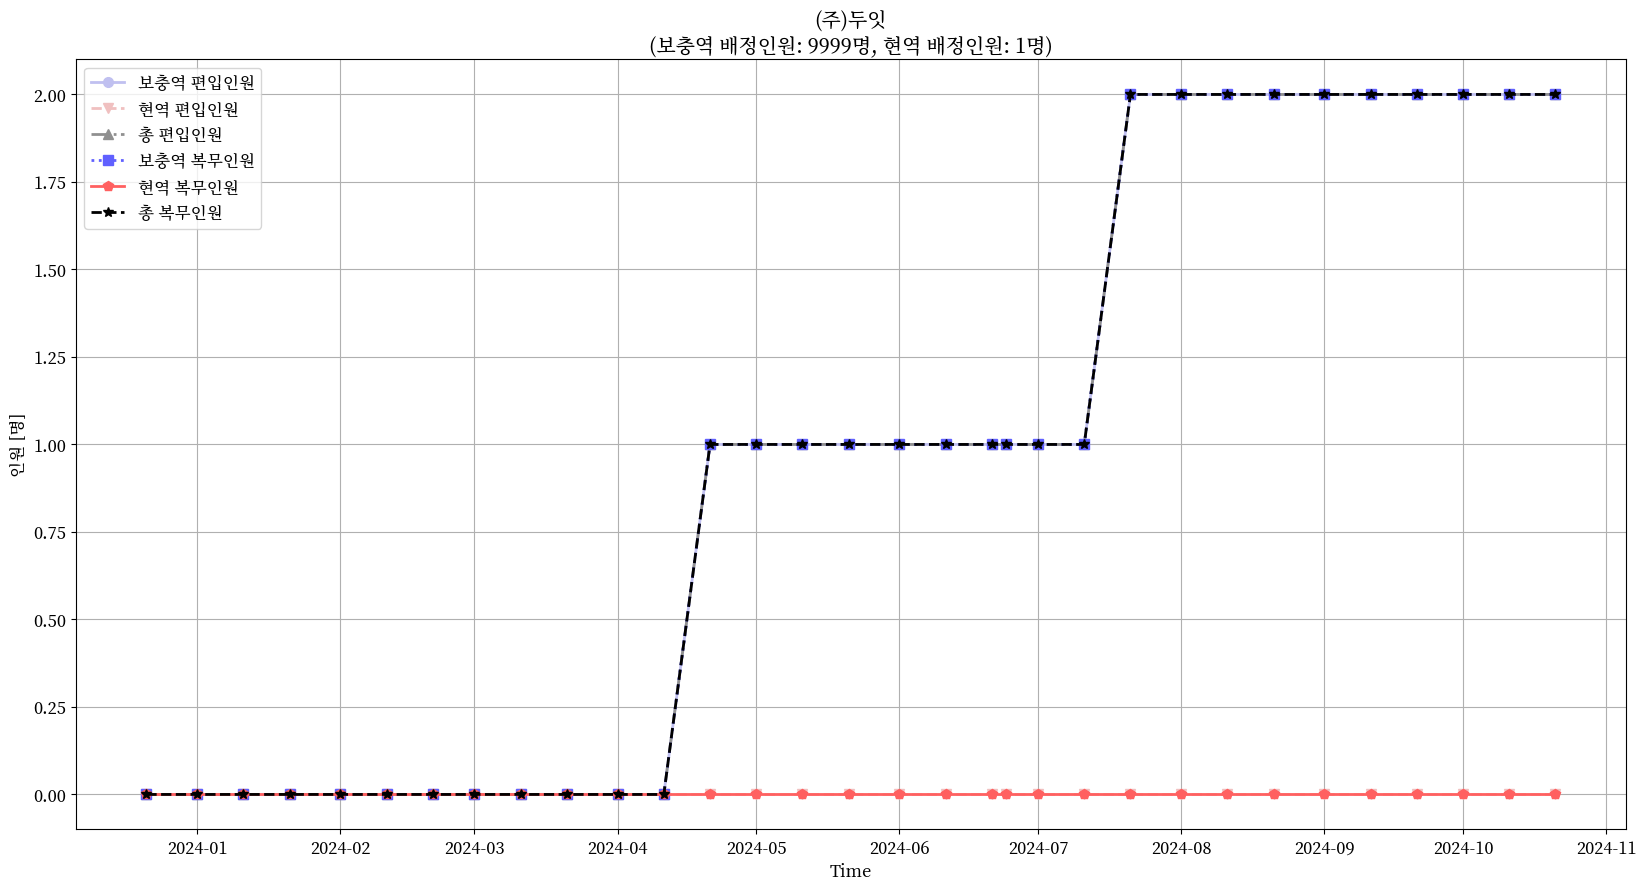 (주)두잇
(보충역 배정인원: 9999명, 현역 배정인원: 1명)
보충역 편입인원
현역 편입인원
총 편입인원
보충역 복무인원
현역 복무인원
총 복무인원
2.00
1.75
1.50
1.25
1.00
0.75
0.50
0.25
0.00
인원 [명]
2024-01 2024-02 2024-03 2024-04 2024-05 2024-06 2024-07 2024-08 2024-09 2024-10 2024-11
Time